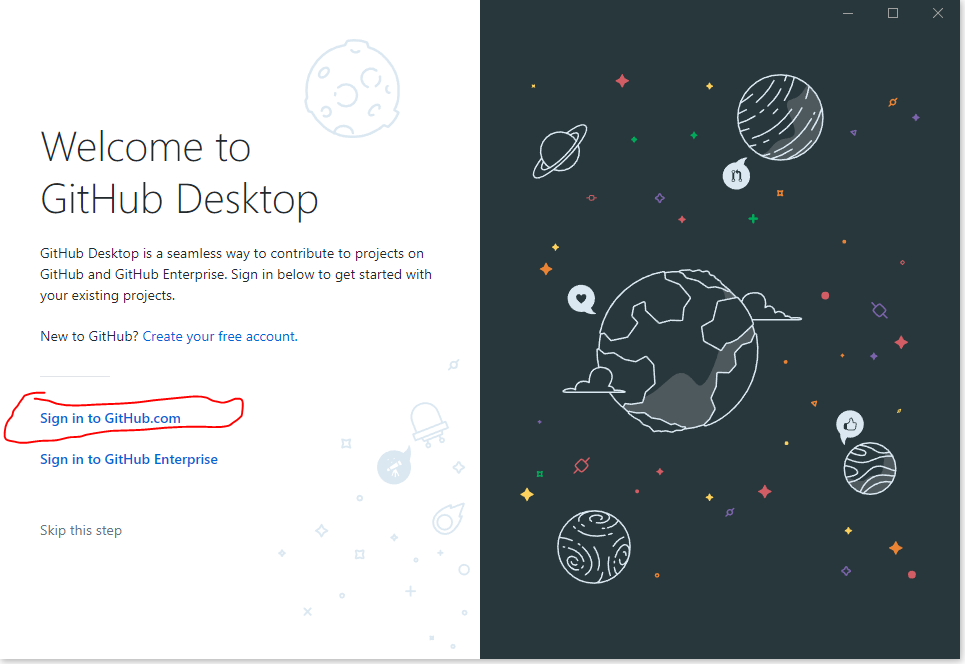 Welcome to
GitHub Desktop
GitHub Desktop is a seamless way to contribute to projects on
GitHub and GitHub Enterprise. Sign in below to get started with
your existing projects.
New to GitHub? Create your free account.
Sign in to GitHub.com
Sign in to GitHub Enterprise
Skip this step